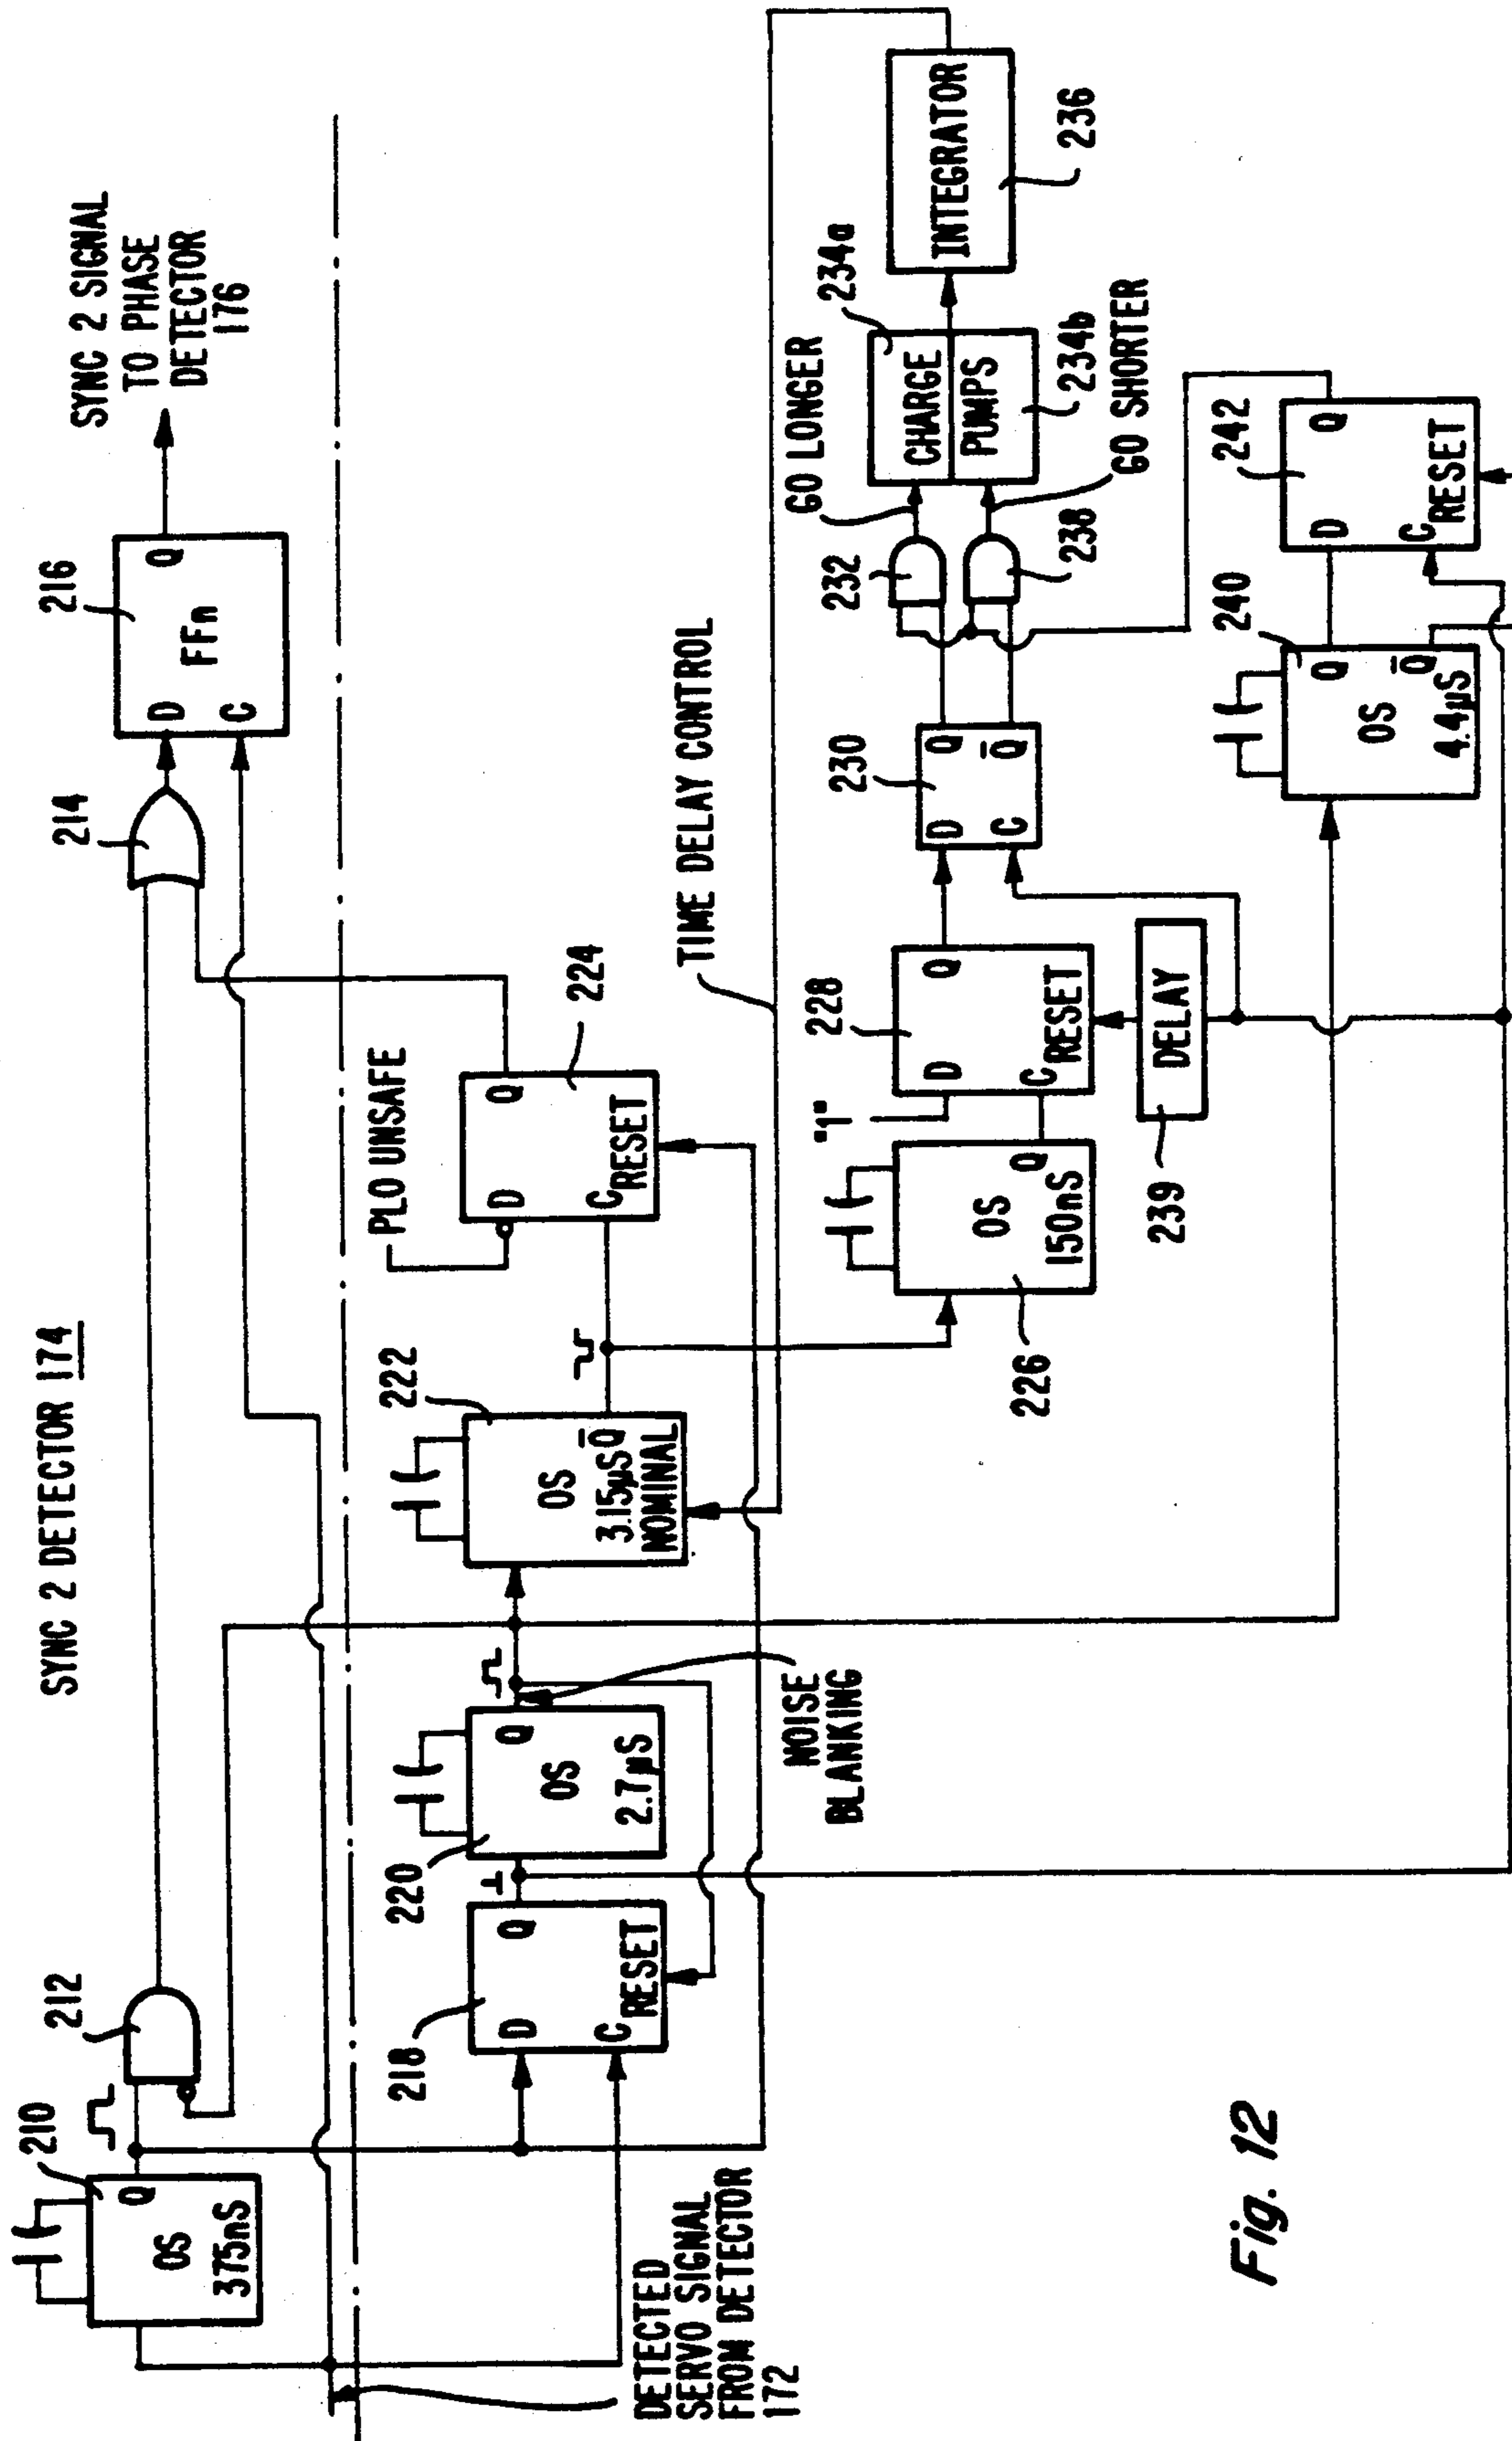 SYNC 2 DETECTOR 174
210
OS
Q
375nS
212
214
216
D
Q
FFn
C
SYNC 2 SIGNAL
TO PHASE
DETECTOR
176
DETECTED
SERVO SIGNAL
FROM DETECTOR
172
218
D
Q
C
RESET
220
Q
OS
2.7µS
NOISE
BLANKING
222
OS
3.15µS Q̅
NOMINAL
PLO UNSAFE
D
Q
C
RESET
224
TIME DELAY CONTROL
226
OS
Q
150nS
"1"
228
D
Q
C
RESET
DELAY
239
230
D
Q
C
Q̅
232
238
GO LONGER
GO SHORTER
234a
CHARGE
PUMPS
234b
INTEGRATOR
236
240
Q
OS
Q̅
4.4µS
242
D
Q
C
RESET
Fig. 12